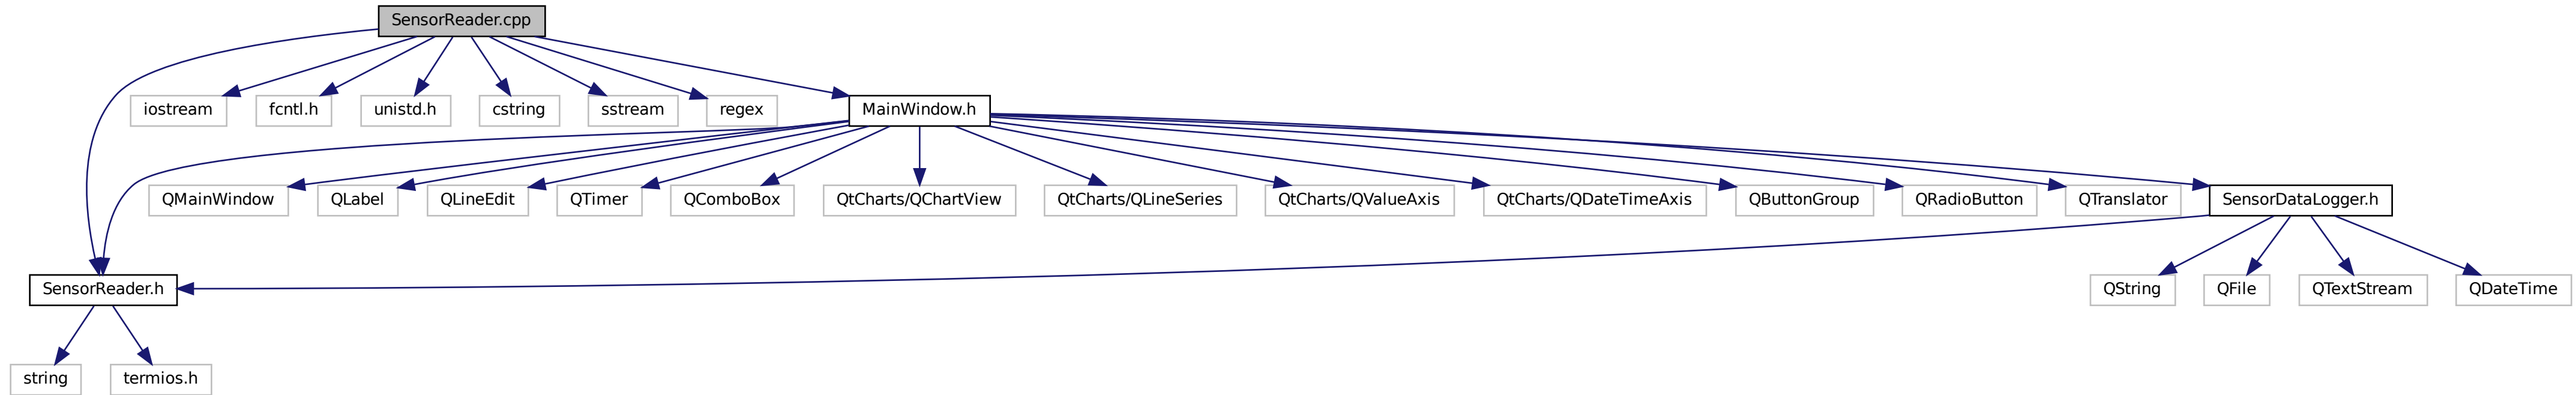 SensorReader.cpp
iostream
fcntl.h
unistd.h
cstring
sstream
regex
MainWindow.h
QMainWindow
QLabel
QLineEdit
QTimer
QComboBox
QtCharts/QChartView
QtCharts/QLineSeries
QtCharts/QValueAxis
QtCharts/QDateTimeAxis
QButtonGroup
QRadioButton
QTranslator
SensorDataLogger.h
SensorReader.h
QString
QFile
QTextStream
QDateTime
string
termios.h